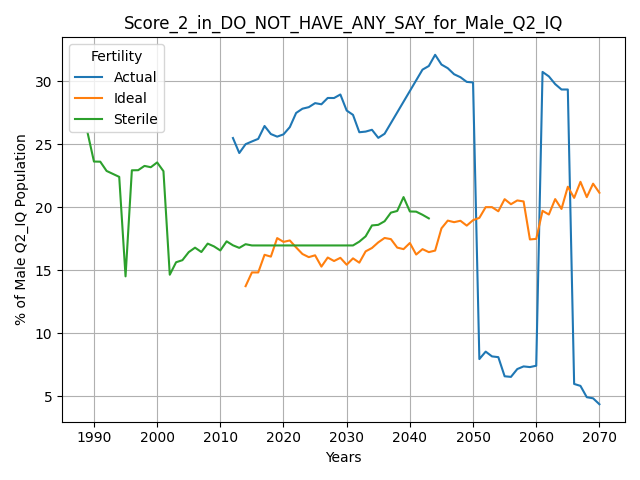 Score_2_in_DO_NOT_HAVE_ANY_SAY_for_Male_Q2_IQ
Fertility
Actual
Ideal
Sterile
% of Male Q2_IQ Population
30
25
20
15
10
5
1990 2000 2010 2020 2030 2040 2050 2060 2070
Years